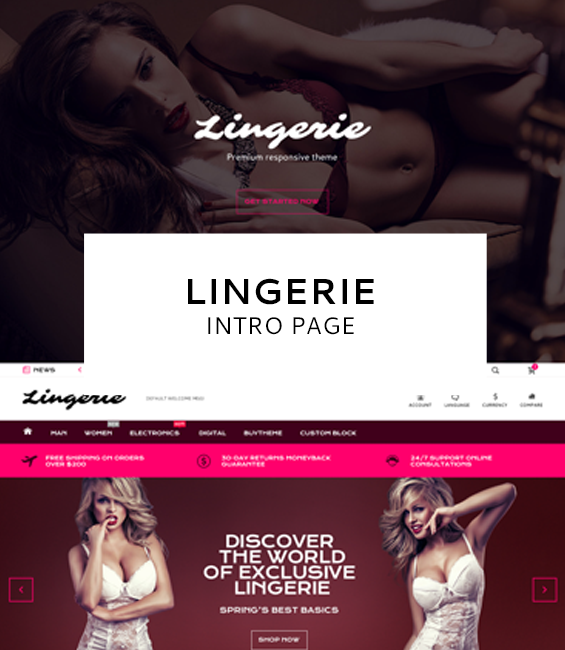 Lingerie
Premium responsive theme
GET STARTED NOW
LINGERIE
INTRO PAGE
NEWS
Lingerie
DEFAULT WELCOME MSG!
ACCOUNT LANGUAGE CURRENCY COMPARE
MAN WOMEN NEW ELECTRONICS HOT DIGITAL BUYTHEME CUSTOM BLOCK
FREE SHIPPING ON ORDERS
OVER $200
30-DAY RETURNS MONEYBACK
GUARANTEE
24/7 SUPPORT ONLINE
CONSULTATIONS
DISCOVER
THE WORLD
OF EXCLUSIVE
LINGERIE
SPRING'S BEST BASICS
SHOP NOW